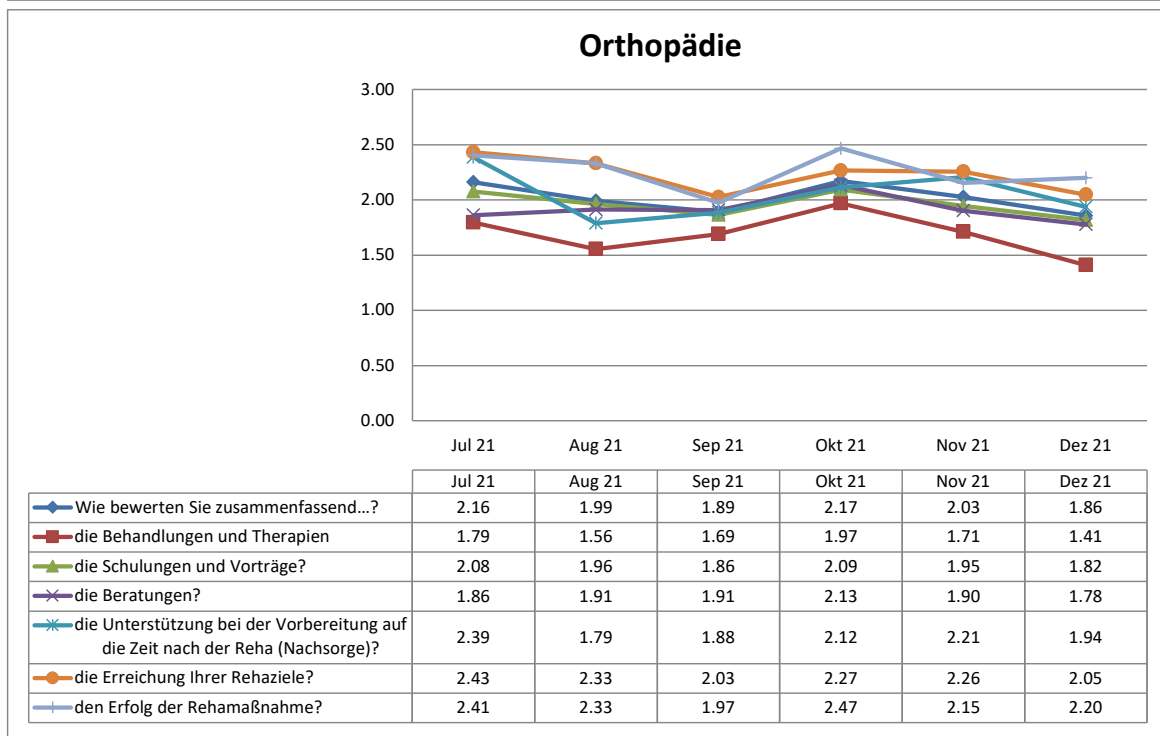 Orthopädie
3.00
2.50
2.00
1.50
1.00
0.50
0.00
Jul 21 Aug 21 Sep 21 Okt 21 Nov 21 Dez 21
Jul 21 Aug 21 Sep 21 Okt 21 Nov 21 Dez 21
Wie bewerten Sie zusammenfassend...? 2.16 1.99 1.89 2.17 2.03 1.86
die Behandlungen und Therapien 1.79 1.56 1.69 1.97 1.71 1.41
die Schulungen und Vorträge? 2.08 1.96 1.86 2.09 1.95 1.82
die Beratungen? 1.86 1.91 1.91 2.13 1.90 1.78
die Unterstützung bei der Vorbereitung auf
die Zeit nach der Reha (Nachsorge)? 2.39 1.79 1.88 2.12 2.21 1.94
die Erreichung Ihrer Rehaziele? 2.43 2.33 2.03 2.27 2.26 2.05
den Erfolg der Rehamaßnahme? 2.41 2.33 1.97 2.47 2.15 2.20